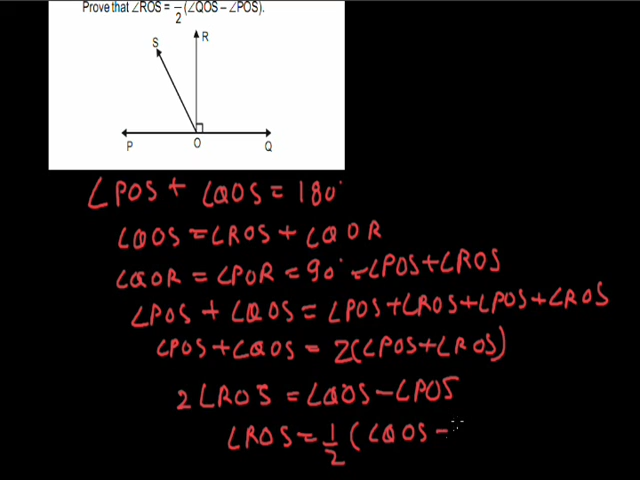 Prove that ∠ROS = 1/2 (∠QOS – ∠POS).
S
R
P
O
Q
∠POS + ∠QOS = 180°
∠QOS = ∠ROS + ∠QOR
∠QOR = ∠POR = 90° = ∠POS + ∠ROS
∠POS + ∠QOS = ∠POS + ∠ROS + ∠POS + ∠ROS
∠POS + ∠QOS = 2(∠POS + ∠ROS)
2∠ROS = ∠QOS – ∠POS
∠ROS = 1/2 (∠QOS –